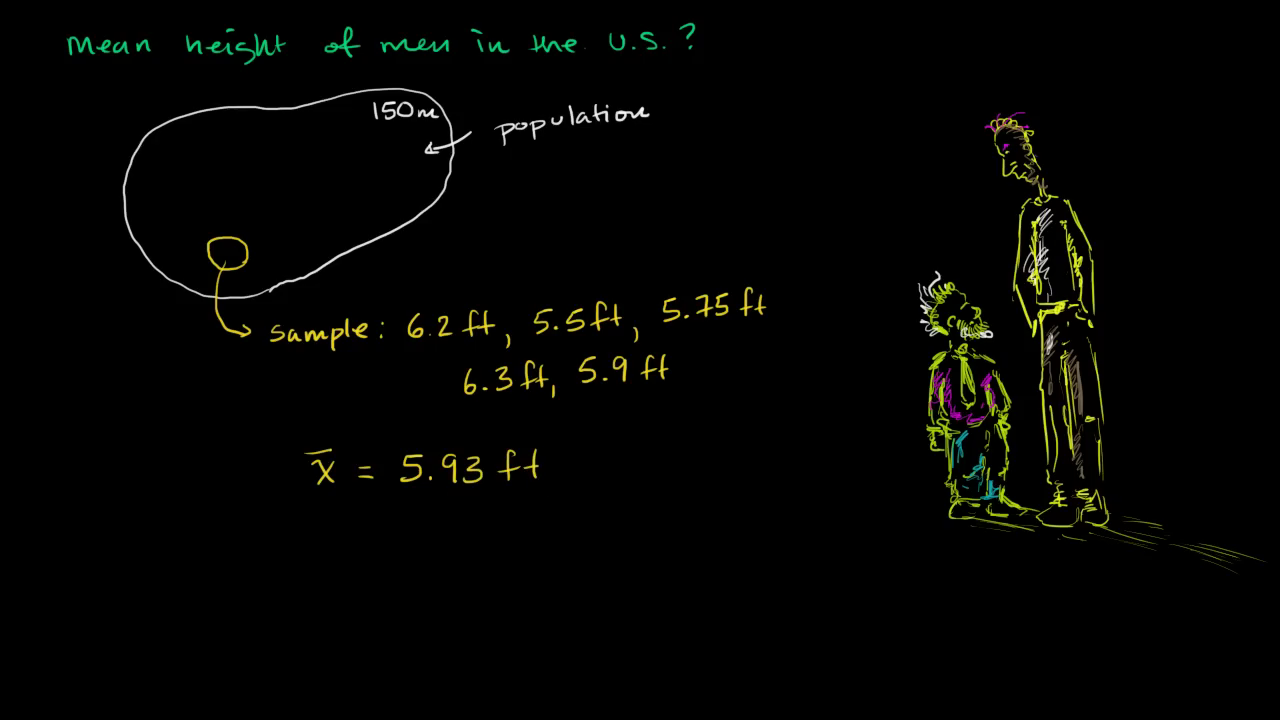 Mean height of men in the U.S.?
150m
population
sample: 6.2 ft, 5.5 ft, 5.75 ft
6.3 ft, 5.9 ft
x̄ = 5.93 ft